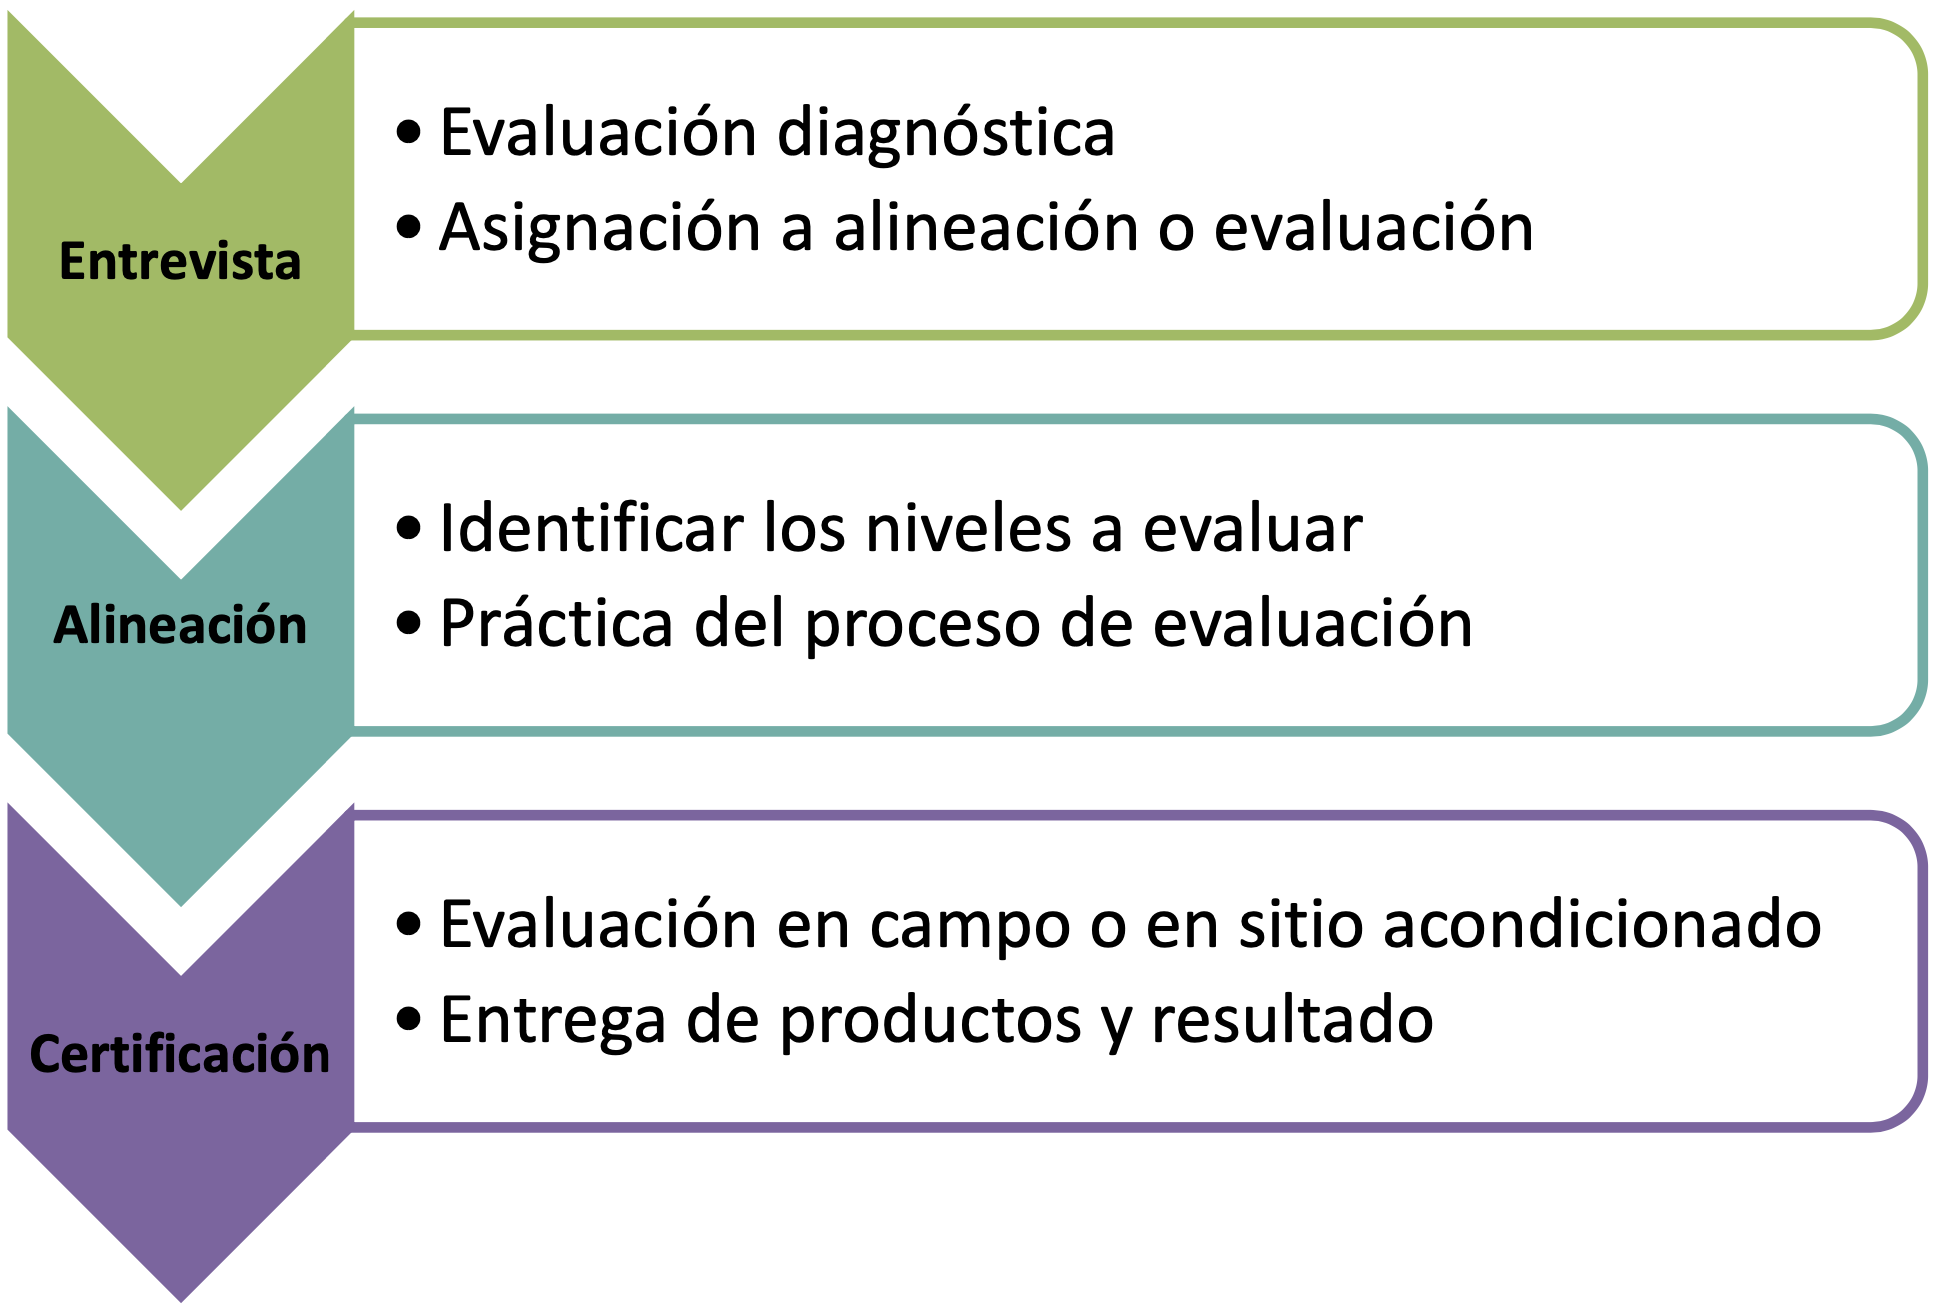 Entrevista
• Evaluación diagnóstica
• Asignación a alineación o evaluación
Alineación
• Identificar los niveles a evaluar
• Práctica del proceso de evaluación
Certificación
• Evaluación en campo o en sitio acondicionado
• Entrega de productos y resultado